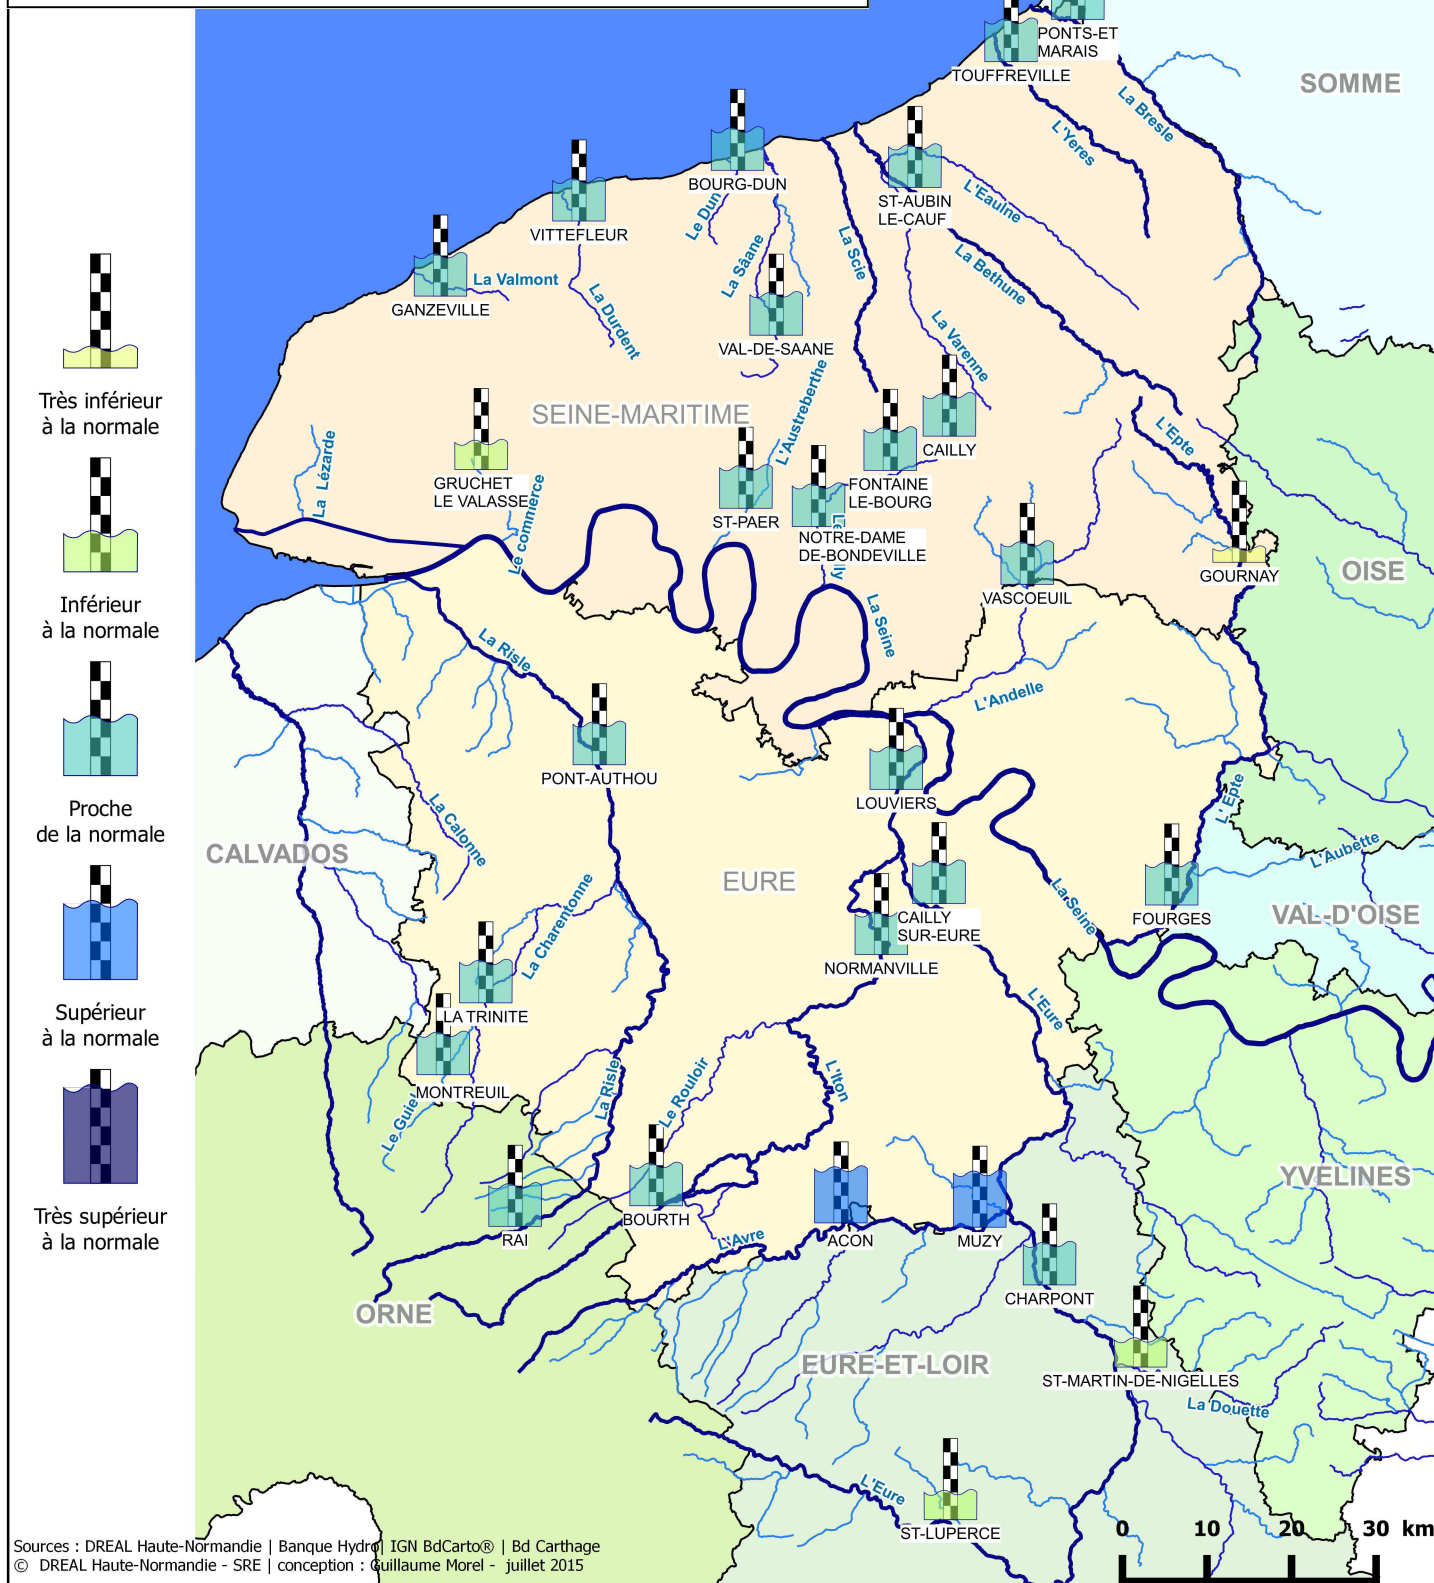 PONTS-ET
MARAIS
TOUFFREVILLE
SOMME
La Bresle
L'Yeres
BOURG-DUN
ST-AUBIN
LE-CAUF
L'Eaulne
VITTEFLEUR
Le Dun
La Sâane
La Scie
La Bethune
La Valmont
GANZEVILLE
La Durdent
VAL-DE-SAANE
La Varenne
Très inférieur
à la normale
SEINE-MARITIME
L'Austreberthe
CAILLY
L'Epte
La Lézarde
GRUCHET
LE VALASSE
Le commerce
FONTAINE
LE-BOURG
ST-PAER
NOTRE-DAME
DE-BONDEVILLE
GOURNAY
OISE
VASCOEUIL
Inférieur
à la normale
La Seine
La Risle
L'Andelle
PONT-AUTHOU
LOUVIERS
L'Epte
Proche
de la normale
La Calonne
CALVADOS
L'Aubette
EURE
La Seine
CAILLY
SUR-EURE
FOURGES
VAL-D'OISE
La Charentonne
NORMANVILLE
L'Eure
LA TRINITE
Supérieur
à la normale
MONTREUIL
Le Guiel
La Risle
Le Rouloir
L'Iton
YVELINES
Très supérieur
à la normale
RAI
BOURTH
L'Avre
ACON
MUZY
CHARPONT
ORNE
EURE-ET-LOIR
ST-MARTIN-DE-NIGELLES
La Douette
L'Eure
ST-LUPERCE
0 10 20 30 km
Sources : DREAL Haute-Normandie | Banque Hydro| IGN BdCarto® | Bd Carthage
© DREAL Haute-Normandie - SRE | conception : Guillaume Morel - juillet 2015